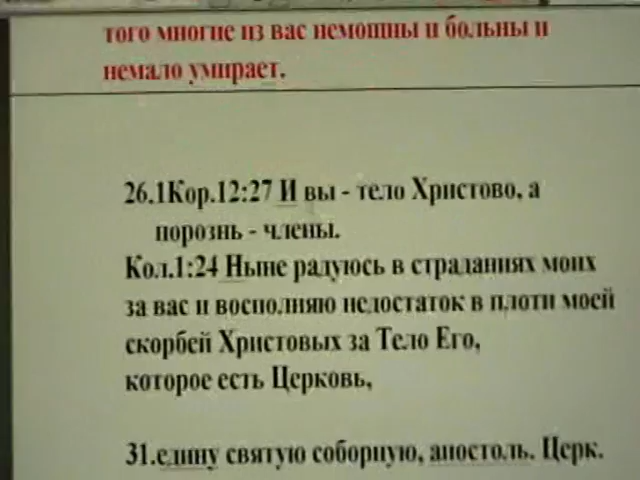 того многие из вас немощны и больны и
немало умирает.
26.1Кор.12:27 И вы - тело Христово, а
порознь - члены.
Кол.1:24 Ныне радуюсь в страданиях моих
за вас и восполняю недостаток в плоти моей
скорбей Христовых за Тело Его,
которое есть Церковь,
31.едину святую соборную, апостоль. Церк.